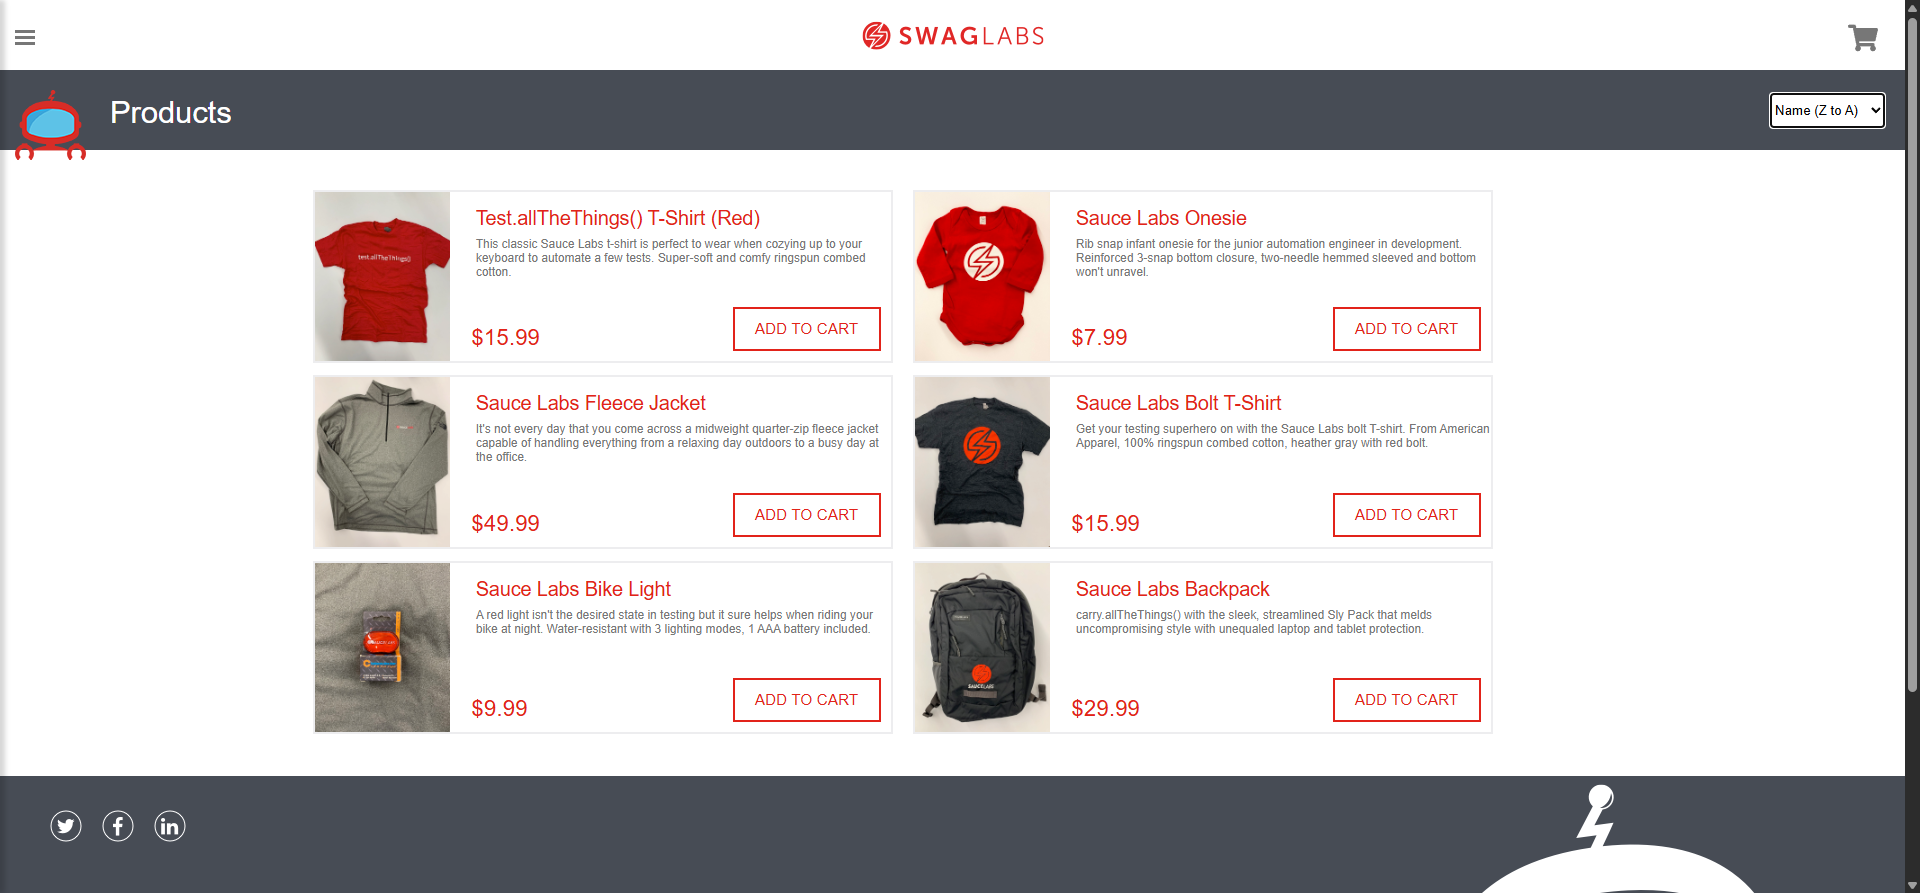 SWAGLABS
Products
Name (Z to A)
Test.allTheThings() T-Shirt (Red)
This classic Sauce Labs t-shirt is perfect to wear when cozying up to your
keyboard to automate a few tests. Super-soft and comfy ringspun combed
cotton.
$15.99
ADD TO CART
test.allTheThings()
Sauce Labs Onesie
Rib snap infant onesie for the junior automation engineer in development.
Reinforced 3-snap bottom closure, two-needle hemmed sleeved and bottom
won't unravel.
$7.99
ADD TO CART
Sauce Labs Fleece Jacket
It's not every day that you come across a midweight quarter-zip fleece jacket
capable of handling everything from a relaxing day outdoors to a busy day at
the office.
$49.99
ADD TO CART
Sauce Labs Bolt T-Shirt
Get your testing superhero on with the Sauce Labs bolt T-shirt. From American
Apparel, 100% ringspun combed cotton, heather gray with red bolt.
$15.99
ADD TO CART
Sauce Labs Bike Light
A red light isn't the desired state in testing but it sure helps when riding your
bike at night. Water-resistant with 3 lighting modes, 1 AAA battery included.
$9.99
ADD TO CART
Sauce Labs Backpack
carry.allTheThings() with the sleek, streamlined Sly Pack that melds
uncompromising style with unequaled laptop and tablet protection.
$29.99
ADD TO CART
SAUCELABS